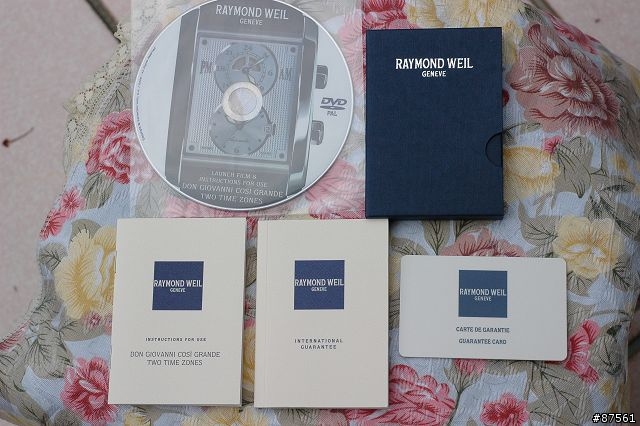 RAYMOND WEIL
GENEVE
PM
AM
DVD
PAL
LAUNCH FILM &
INSTRUCTIONS FOR USE
DON GIOVANNI COSÌ GRANDE
TWO TIME ZONES
RAYMOND WEIL
GENEVE
RAYMOND WEIL
GENEVE
INSTRUCTIONS FOR USE
DON GIOVANNI COSÌ GRANDE
TWO TIME ZONES
RAYMOND WEIL
GENEVE
INTERNATIONAL
GUARANTEE
RAYMOND WEIL
GENEVE
CARTE DE GARANTIE
GUARANTEE CARD
#87561